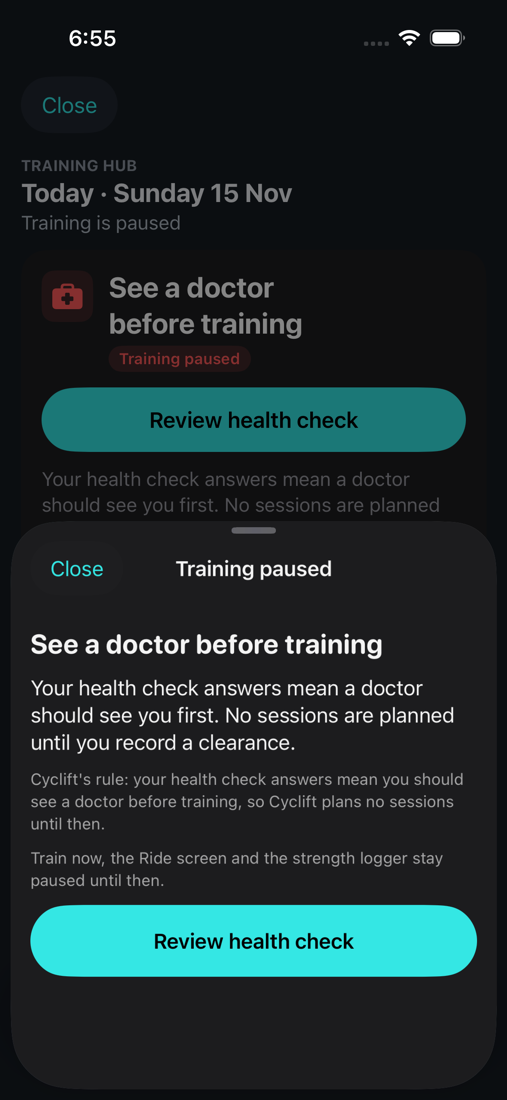 6:55
Close
TRAINING HUB
Today · Sunday 15 Nov
Training is paused
See a doctor
before training
Training paused
Review health check
Your health check answers mean a doctor
should see you first. No sessions are planned
Close
Training paused
See a doctor before training
Your health check answers mean a doctor
should see you first. No sessions are planned
until you record a clearance.
Cyclift's rule: your health check answers mean you should
see a doctor before training, so Cyclift plans no sessions
until then.
Train now, the Ride screen and the strength logger stay
paused until then.
Review health check